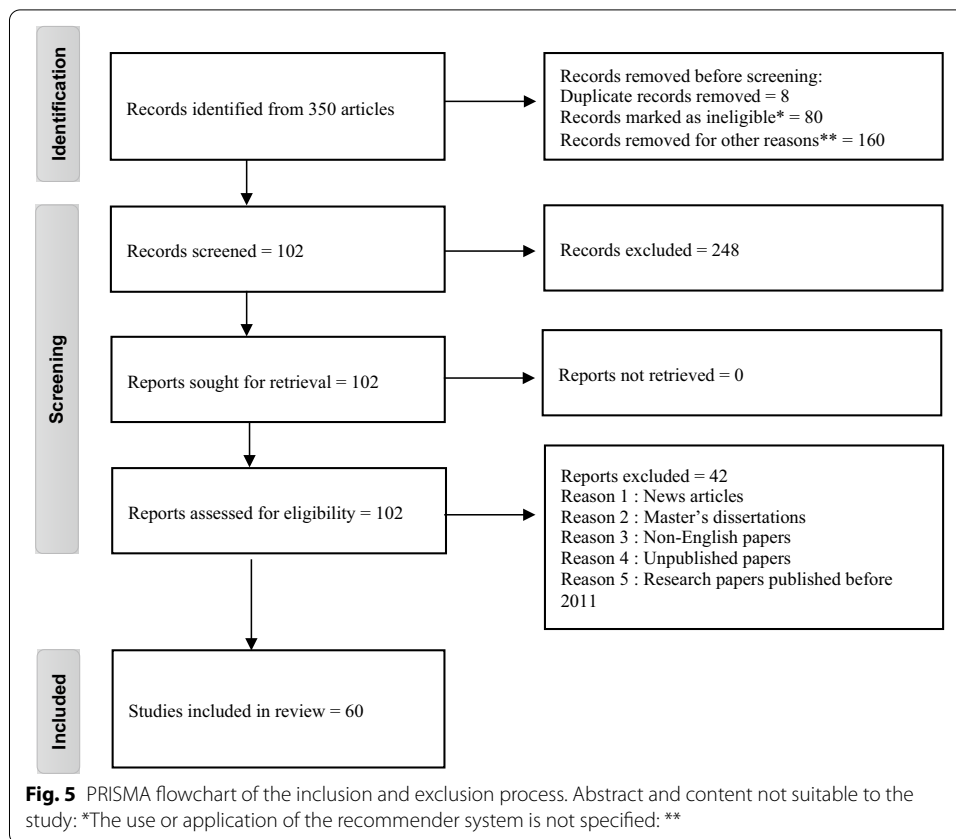 Identification
Records identified from 350 articles
Records removed before screening:
Duplicate records removed = 8
Records marked as ineligible* = 80
Records removed for other reasons** = 160
Screening
Records screened = 102
Records excluded = 248
Reports sought for retrieval = 102
Reports not retrieved = 0
Reports assessed for eligibility = 102
Reports excluded = 42
Reason 1 : News articles
Reason 2 : Master's dissertations
Reason 3 : Non-English papers
Reason 4 : Unpublished papers
Reason 5 : Research papers published before
2011
Included
Studies included in review = 60
Fig. 5 PRISMA flowchart of the inclusion and exclusion process. Abstract and content not suitable to the
study: *The use or application of the recommender system is not specified: **